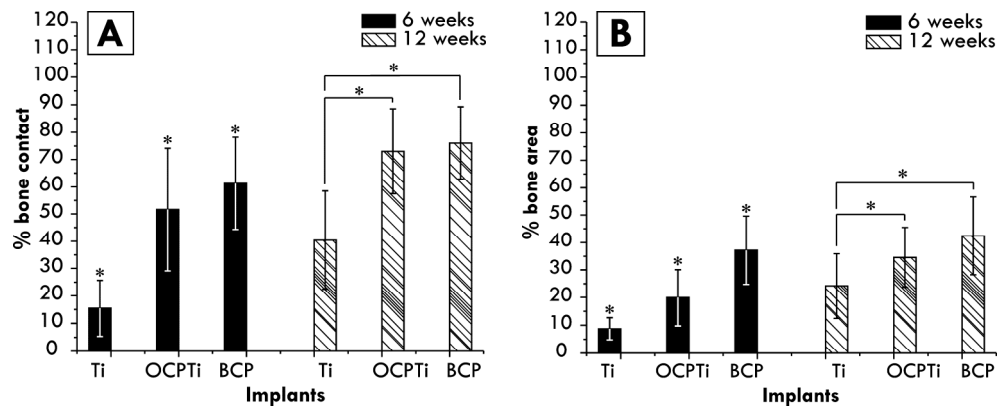 A
6 weeks
12 weeks
120
110
100
90
80
70
60
50
40
30
20
10
0
% bone contact
*
*
*
*
*
Ti
OCPTi
BCP
Ti
OCPTi
BCP
Implants
B
6 weeks
12 weeks
120
110
100
90
80
70
60
50
40
30
20
10
0
% bone area
*
*
*
*
*
Ti
OCPTi
BCP
Ti
OCPTi
BCP
Implants